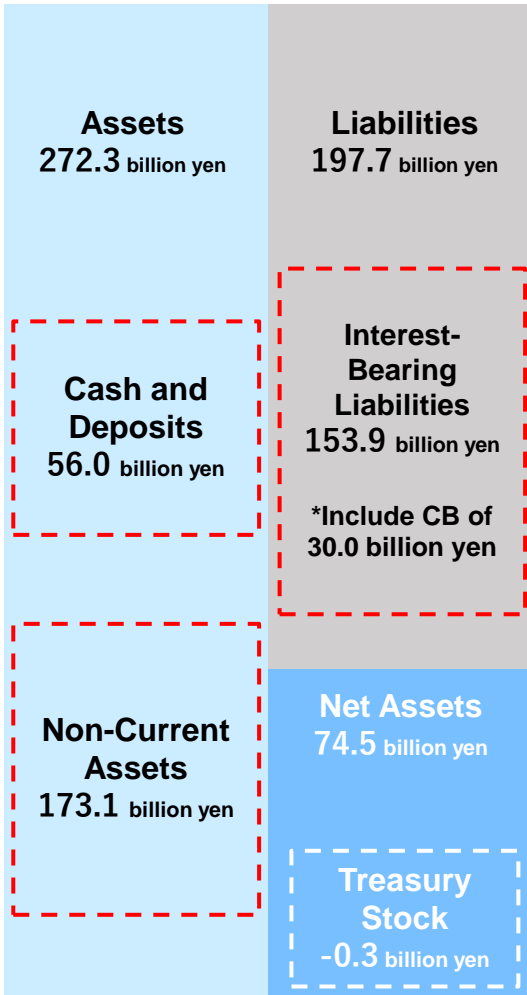 Assets
272.3 billion yen
Cash and
Deposits
56.0 billion yen
Non-Current
Assets
173.1 billion yen
Liabilities
197.7 billion yen
Interest-
Bearing
Liabilities
153.9 billion yen
*Include CB of
30.0 billion yen
Net Assets
74.5 billion yen
Treasury
Stock
-0.3 billion yen